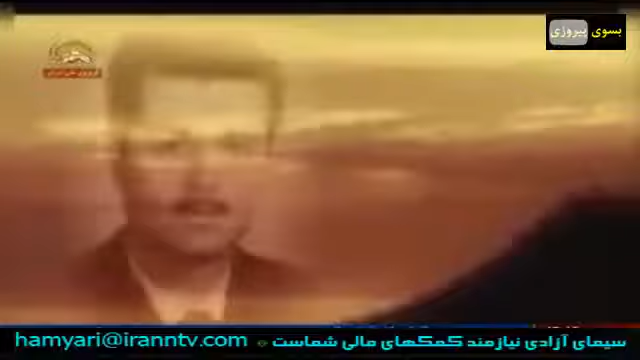 بسوی پیروزی
سیمای آزادی نیازمند کمکهای مالی شماست hamyari@iranntv.com